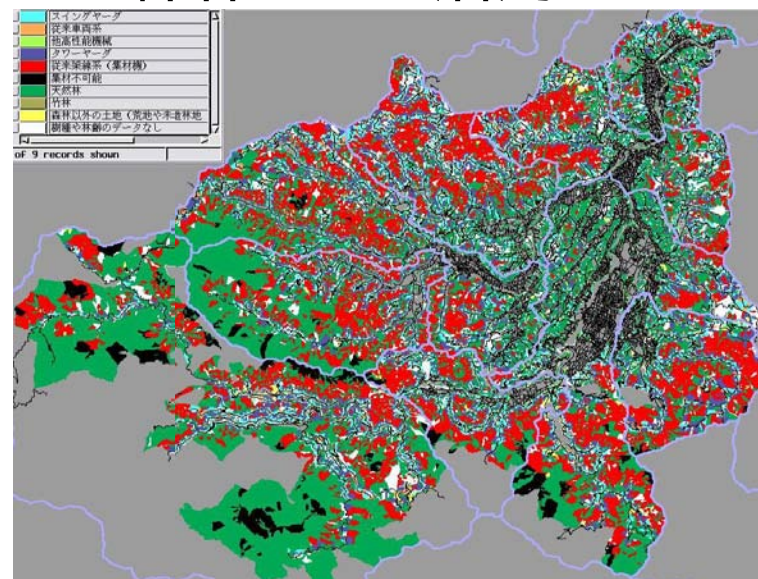 スイングヤーダ
従来車両系
他高性能機械
タワーヤーダ
従来架線系（集材機）
集材不可能
天然林
竹林
森林以外の土地（荒地や未造林地
樹種や林齢のデータなし
of 9 records shown